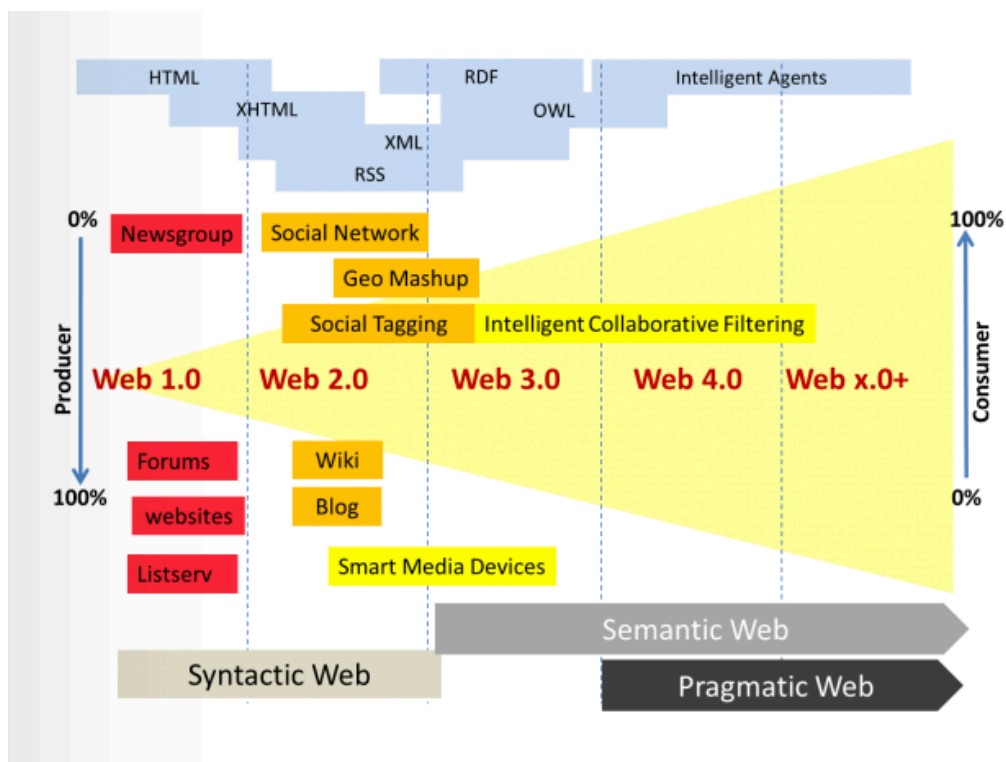 HTML
RDF
Intelligent Agents
XHTML
OWL
XML
RSS
0%
100%
Newsgroup
Social Network
Geo Mashup
Social Tagging
Intelligent Collaborative Filtering
Producer
Web 1.0
Web 2.0
Web 3.0
Web 4.0
Web x.0+
Consumer
Forums
Wiki
100%
0%
websites
Blog
Listserv
Smart Media Devices
Semantic Web
Syntactic Web
Pragmatic Web